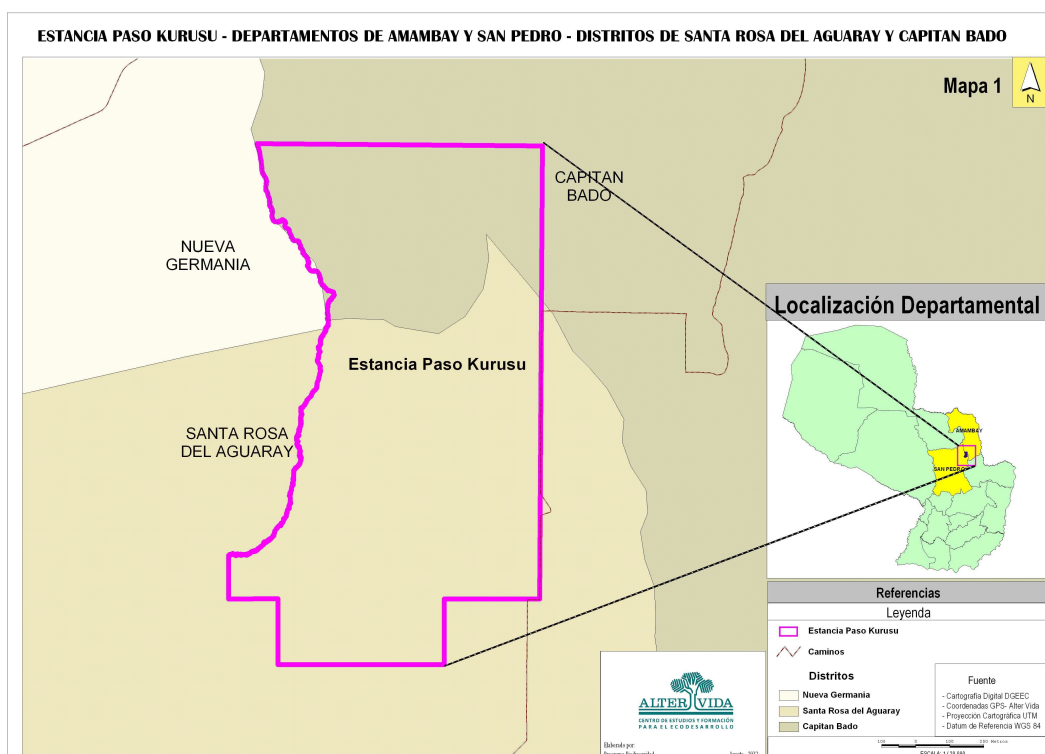 ESTANCIA PASO KURUSU - DEPARTAMENTOS DE AMAMBAY Y SAN PEDRO - DISTRITOS DE SANTA ROSA DEL AGUARAY Y CAPITAN BADO
Mapa 1
N
CAPITAN
BADO
NUEVA
GERMANIA
Localización Departamental
Estancia Paso Kurusu
AMAMBAY
SAN PEDRO
SANTA ROSA
DEL AGUARAY
Referencias
Leyenda
Estancia Paso Kurusu
Caminos
Distritos
Nueva Germania
Santa Rosa del Aguaray
Capitan Bado
Fuente
- Cartografia Digital DGEEC
- Coordenadas GPS- Alter Vida
- Proyección Cartográfica UTM
- Datum de Referencia WGS 84
ALTER VIDA
CENTRO DE ESTUDIOS Y FORMACIÓN
PARA EL ECODESARROLLO
Elaborado por: